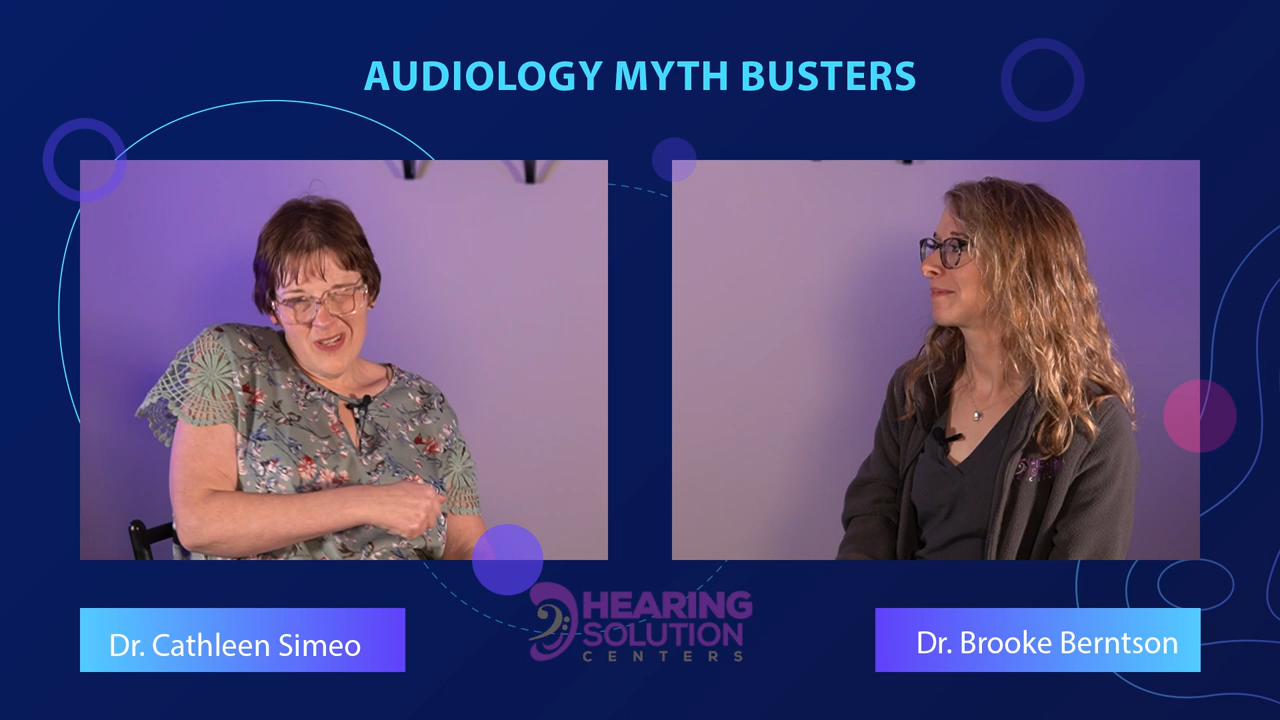 AUDIOLOGY MYTH BUSTERS
HEARING
SOLUTION
CENTERS
Dr. Cathleen Simeo
Dr. Brooke Berntson